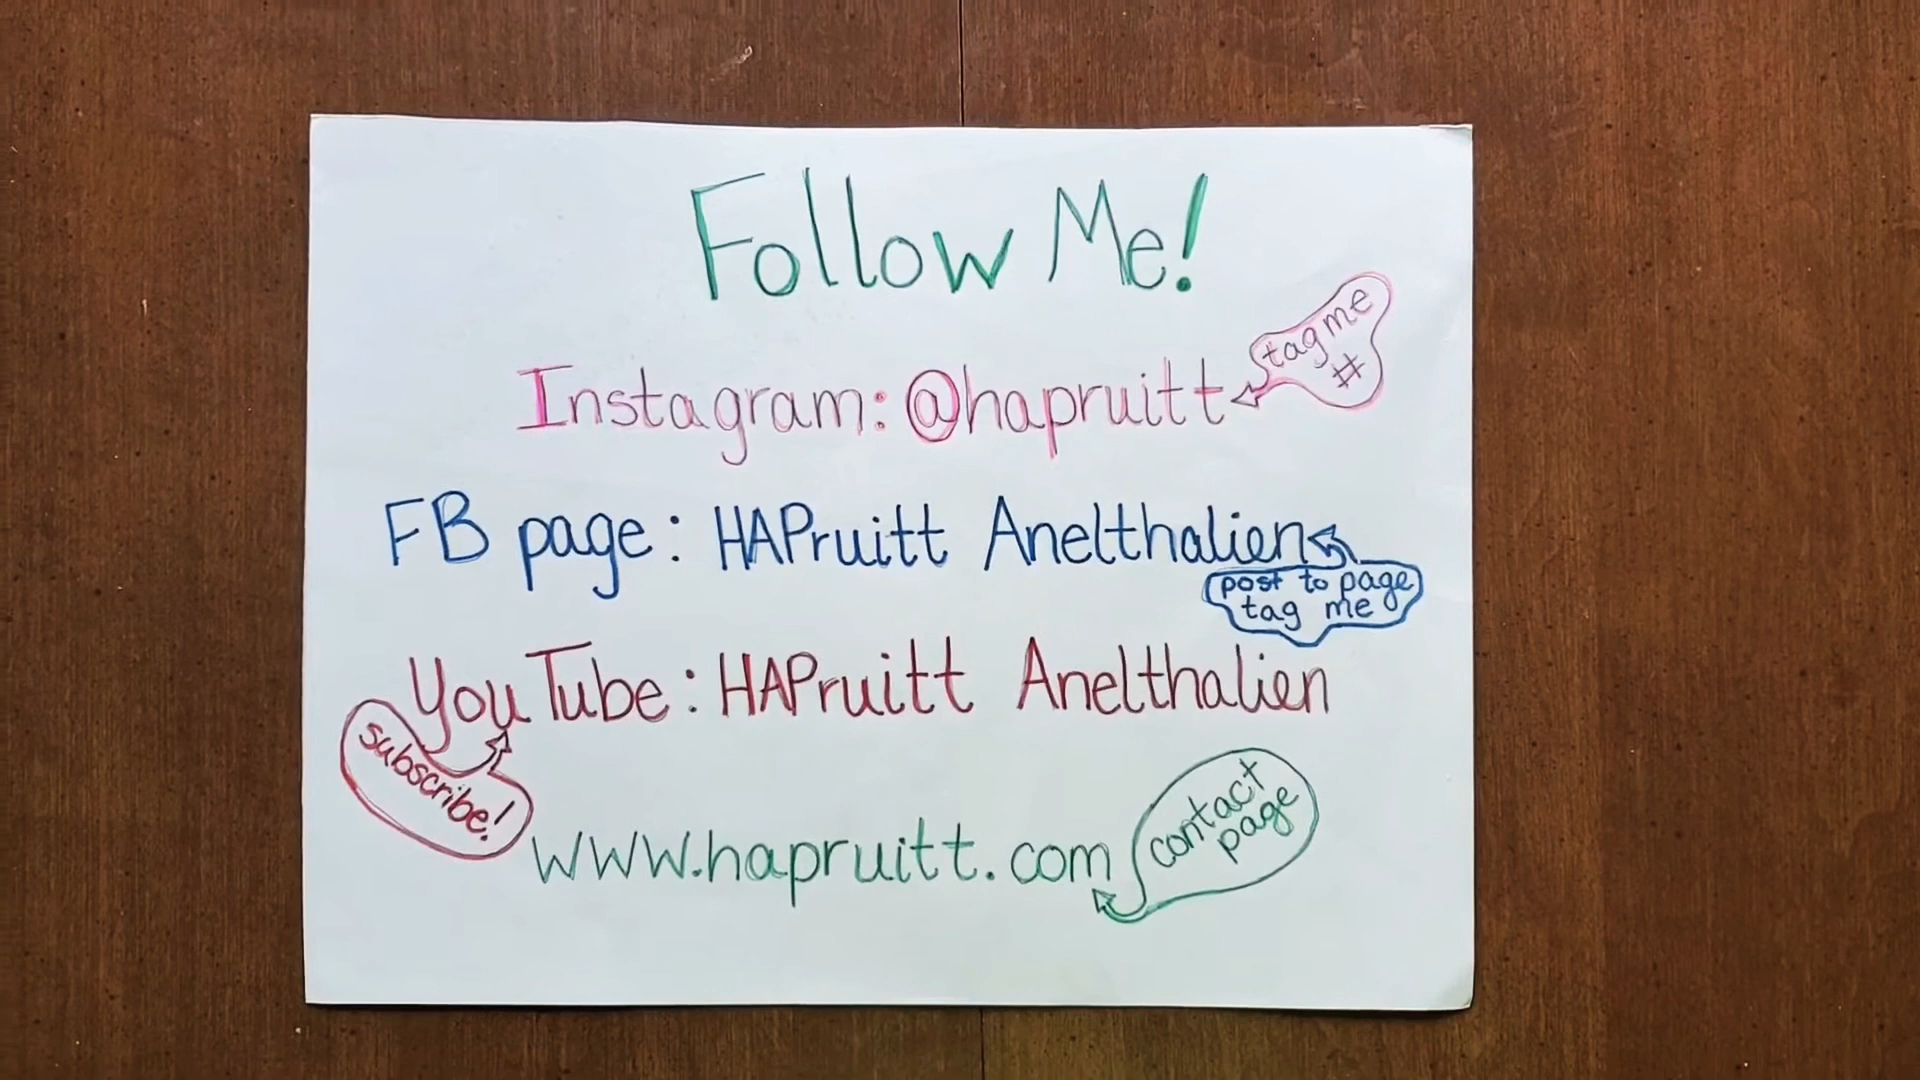 Follow Me!
tag me
#
Instagram: @hapruitt
FB page: HAPruitt Anelthalien
post to page
tag me
YouTube: HAPruitt Anelthalien
subscribe!
www.hapruitt.com
contact
page